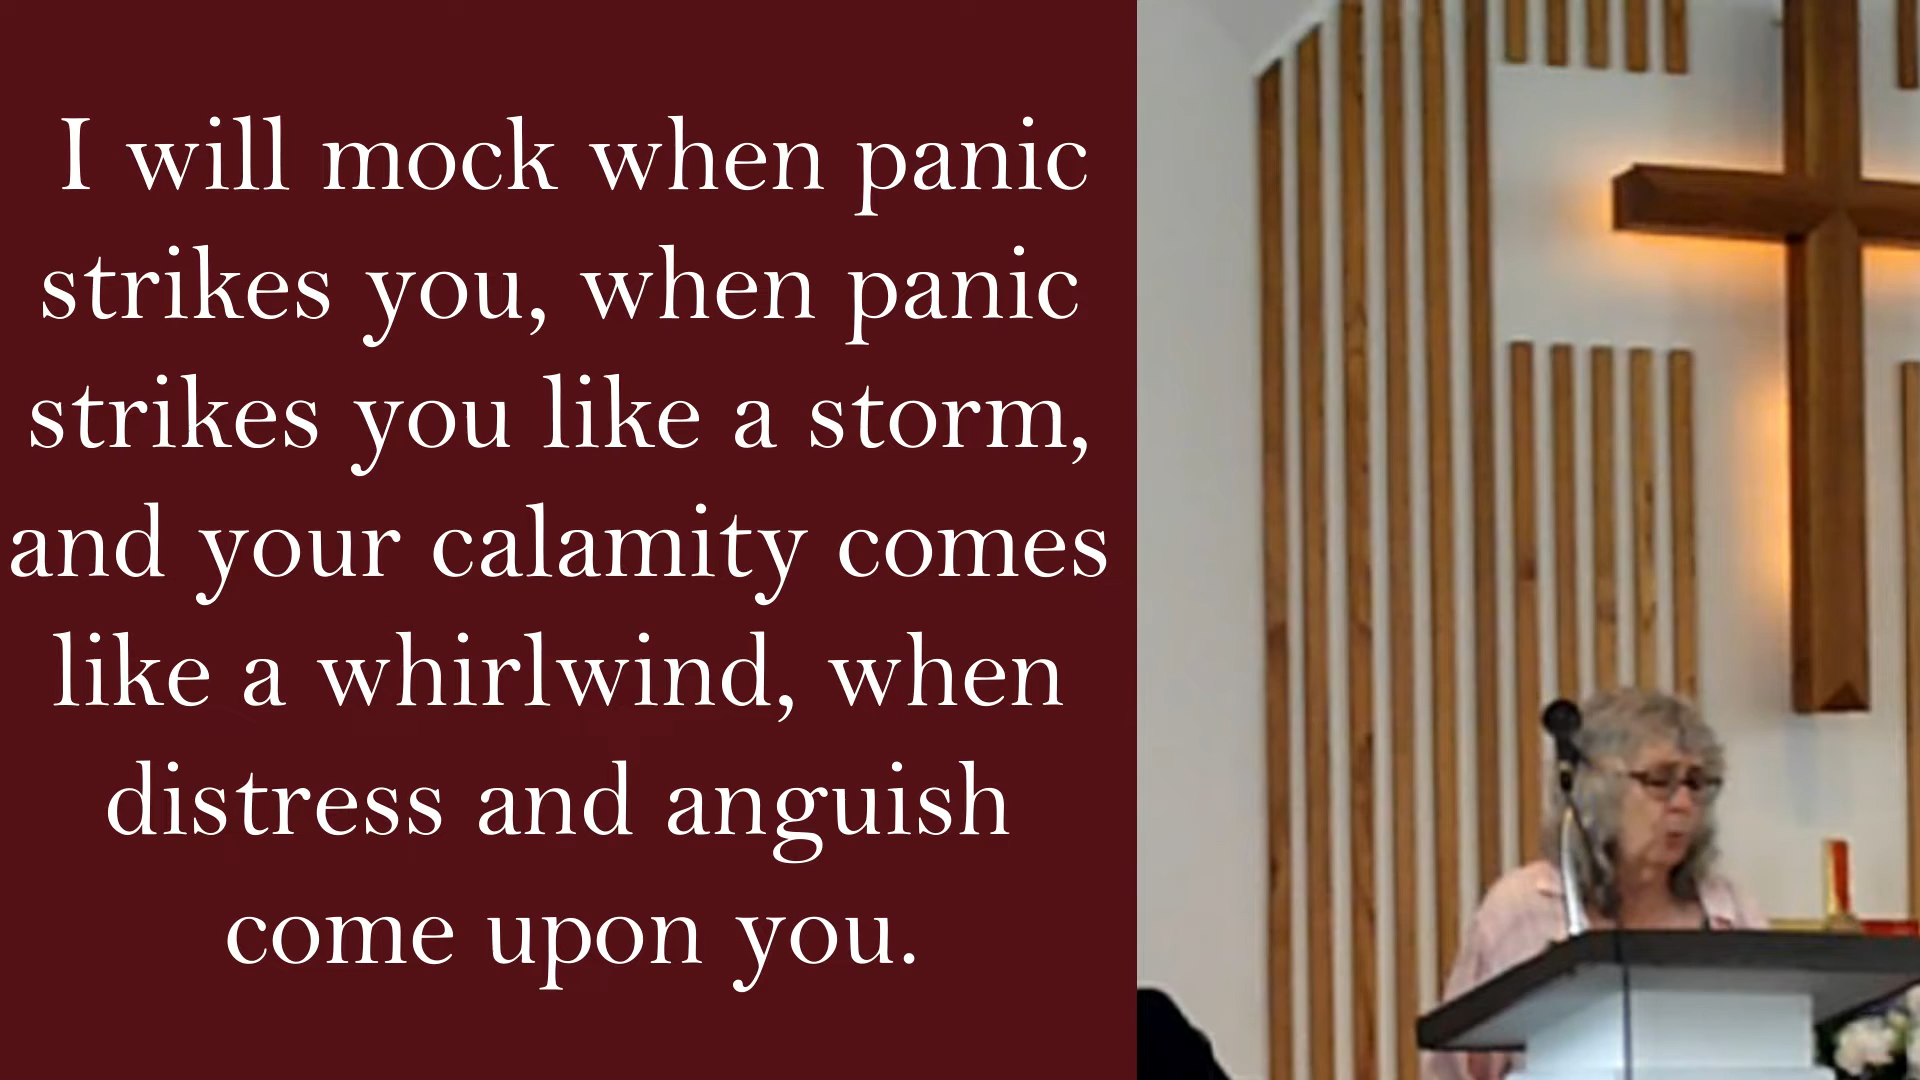 I will mock when panic
strikes you, when panic
strikes you like a storm,
and your calamity comes
like a whirlwind, when
distress and anguish
come upon you.